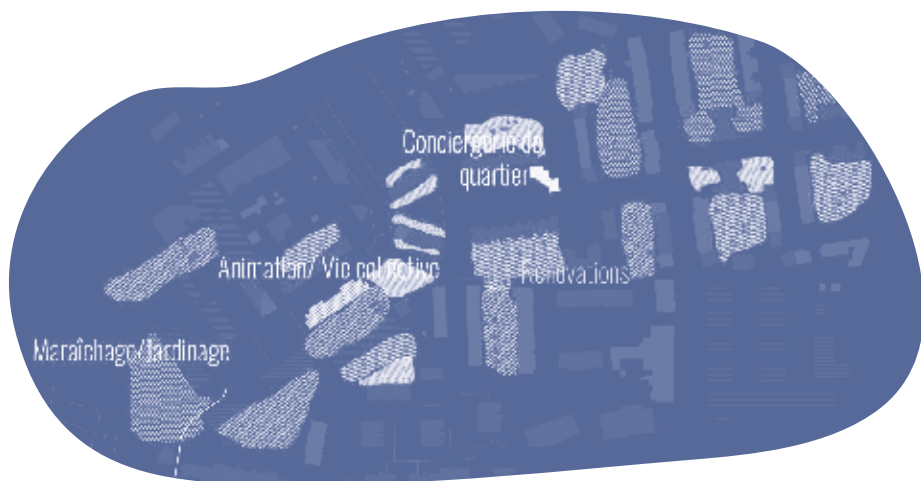 Conciergerie de
quartier
Animation/ Vie collective
Rénovations
Maraîchage/Jardinage